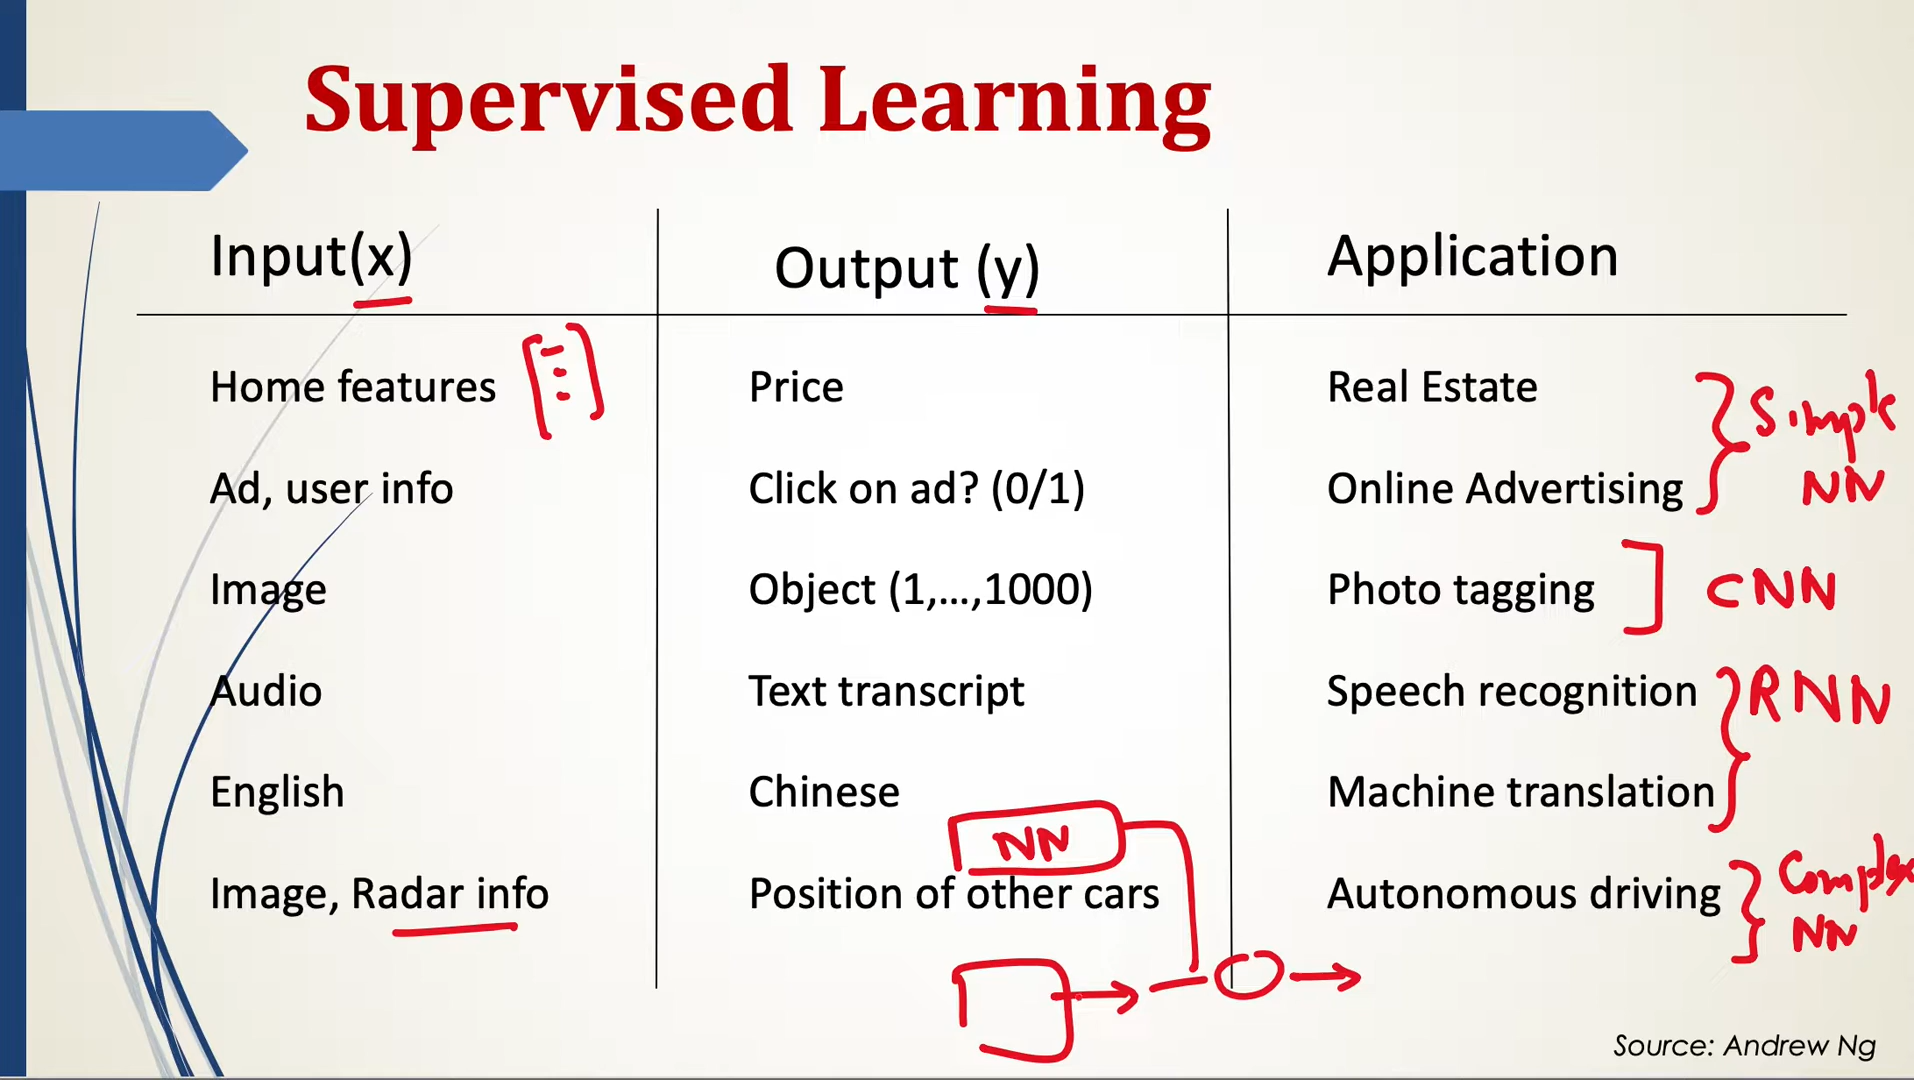 Supervised Learning
Input(x) Output (y) Application
Home features Price Real Estate
Simple
Ad, user info Click on ad? (0/1) Online Advertising NN
Image Object (1,...,1000) Photo tagging CNN
Audio Text transcript Speech recognition RNN
English Chinese Machine translation
NN
Image, Radar info Position of other cars Autonomous driving Complex
NN
Source: Andrew Ng